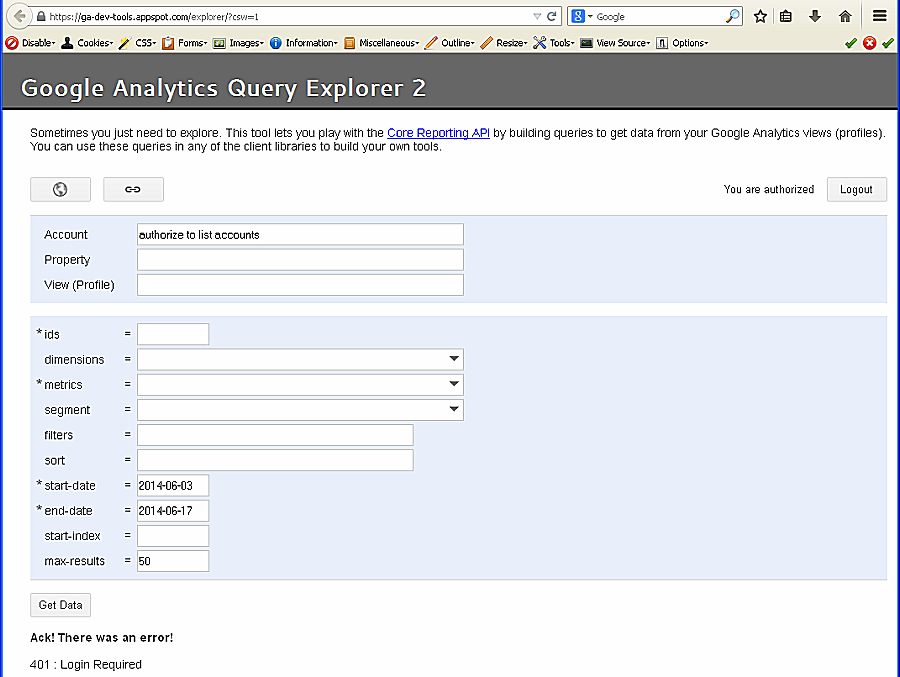 https://ga-dev-tools.appspot.com/explorer/?csw=1
Google
Disable Cookies CSS Forms Images Information Miscellaneous Outline Resize Tools View Source Options
Google Analytics Query Explorer 2
Sometimes you just need to explore. This tool lets you play with the Core Reporting API by building queries to get data from your Google Analytics views (profiles).
You can use these queries in any of the client libraries to build your own tools.
You are authorized Logout
Account authorize to list accounts
Property
View (Profile)
* ids =
dimensions =
* metrics =
segment =
filters =
sort =
* start-date = 2014-06-03
* end-date = 2014-06-17
start-index =
max-results = 50
Get Data
Ack! There was an error!
401 : Login Required